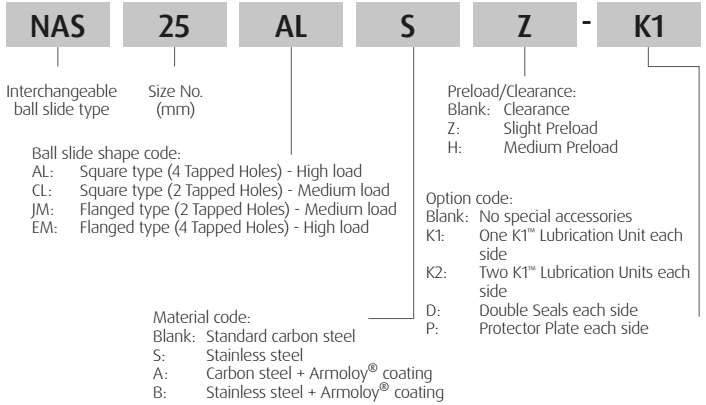 NAS 25 AL S Z - K1
Interchangeable
ball slide type
Size No.
(mm)
Preload/Clearance:
Blank: Clearance
Z: Slight Preload
H: Medium Preload
Ball slide shape code:
AL: Square type (4 Tapped Holes) - High load
CL: Square type (2 Tapped Holes) - Medium load
JM: Flanged type (2 Tapped Holes) - Medium load
EM: Flanged type (4 Tapped Holes) - High load
Option code:
Blank: No special accessories
K1: One K1™ Lubrication Unit each
side
K2: Two K1™ Lubrication Units each
side
D: Double Seals each side
P: Protector Plate each side
Material code:
Blank: Standard carbon steel
S: Stainless steel
A: Carbon steel + Armoloy® coating
B: Stainless steel + Armoloy® coating